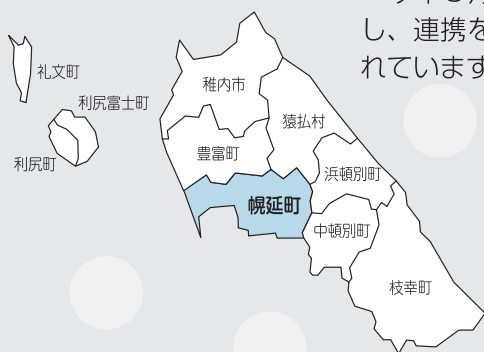 し、連携を
れています
礼文町
利尻富士町
利尻町
稚内市
猿払村
豊富町
浜頓別町
幌延町
中頓別町
枝幸町